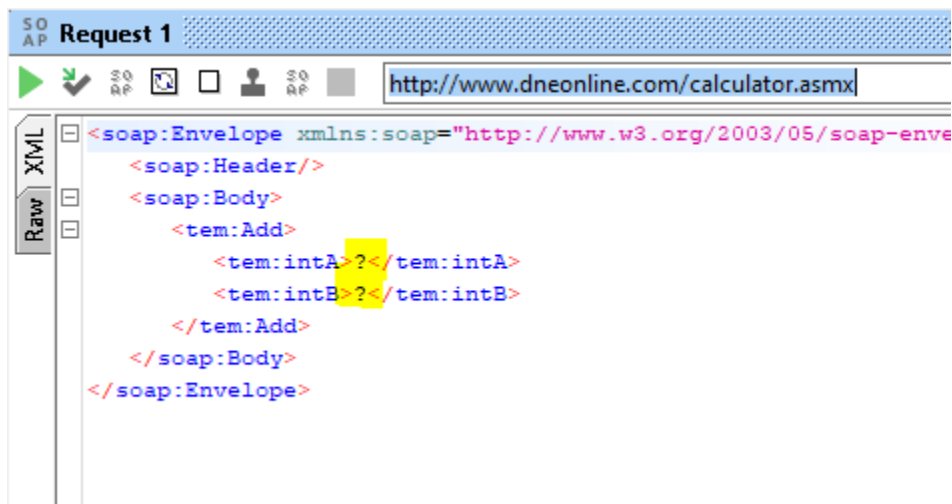 SO
AP Request 1
SO
AP
SO
AP
http://www.dneonline.com/calculator.asmx
XML
Raw
<soap:Envelope xmlns:soap="http://www.w3.org/2003/05/soap-enve
<soap:Header/>
<soap:Body>
<tem:Add>
<tem:intA>?</tem:intA>
<tem:intB>?</tem:intB>
</tem:Add>
</soap:Body>
</soap:Envelope>